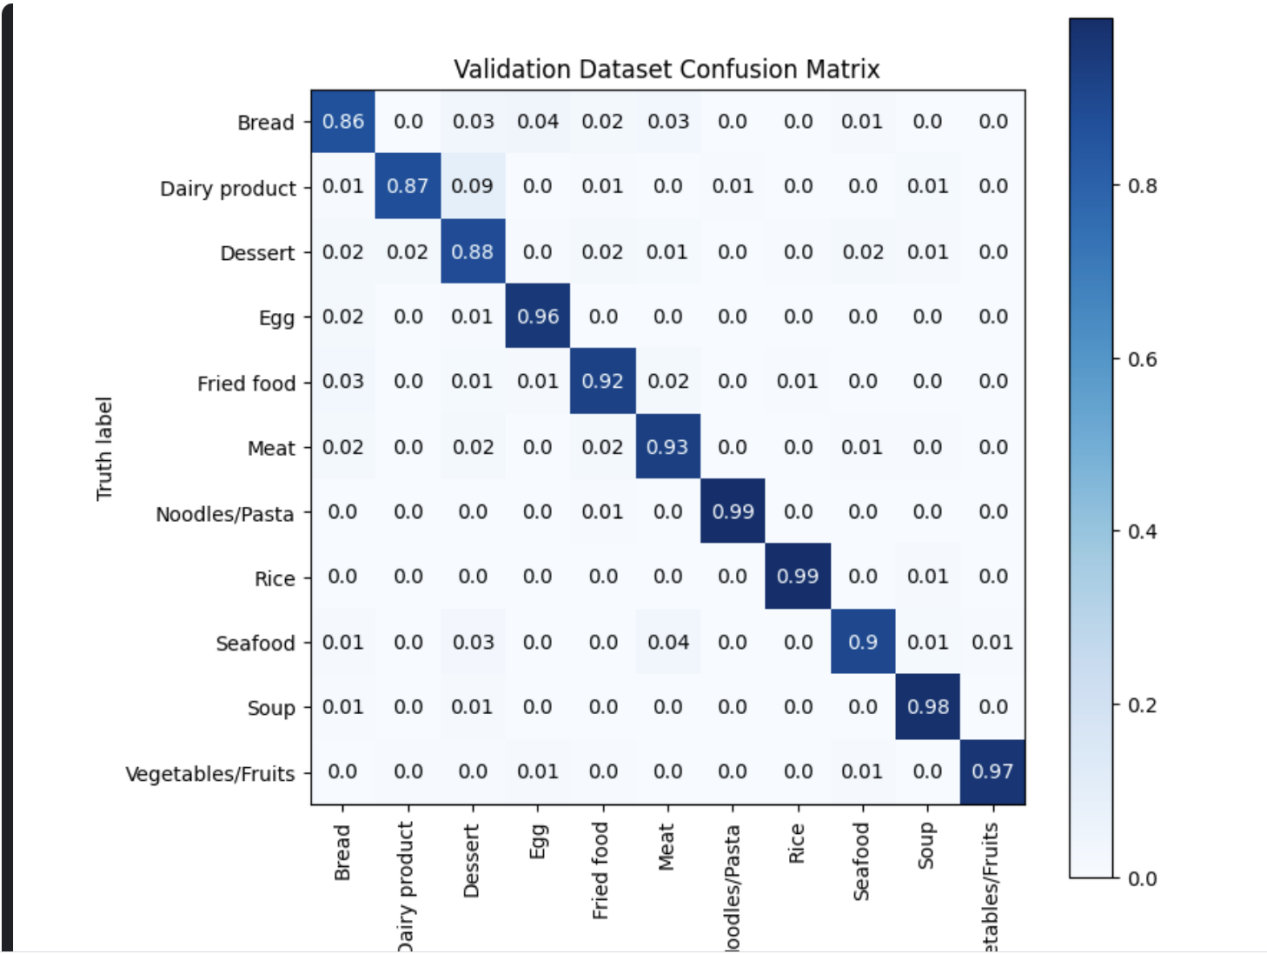 Validation Dataset Confusion Matrix
Bread 0.86 0.0 0.03 0.04 0.02 0.03 0.0 0.0 0.01 0.0 0.0
Dairy product 0.01 0.87 0.09 0.0 0.01 0.0 0.01 0.0 0.0 0.01 0.0
Dessert 0.02 0.02 0.88 0.0 0.02 0.01 0.0 0.0 0.02 0.01 0.0
Egg 0.02 0.0 0.01 0.96 0.0 0.0 0.0 0.0 0.0 0.0 0.0
Fried food 0.03 0.0 0.01 0.01 0.92 0.02 0.0 0.01 0.0 0.0 0.0
Meat 0.02 0.0 0.02 0.0 0.02 0.93 0.0 0.0 0.01 0.0 0.0
Noodles/Pasta 0.0 0.0 0.0 0.0 0.01 0.0 0.99 0.0 0.0 0.0 0.0
Rice 0.0 0.0 0.0 0.0 0.0 0.0 0.0 0.99 0.0 0.01 0.0
Seafood 0.01 0.0 0.03 0.0 0.0 0.04 0.0 0.0 0.9 0.01 0.01
Soup 0.01 0.0 0.01 0.0 0.0 0.0 0.0 0.0 0.0 0.98 0.0
Vegetables/Fruits 0.0 0.0 0.0 0.01 0.0 0.0 0.0 0.0 0.01 0.0 0.97
Truth label
Bread
Dairy product
Dessert
Egg
Fried food
Meat
oodles/Pasta
Rice
Seafood
Soup
etables/Fruits
0.8
0.6
0.4
0.2
0.0